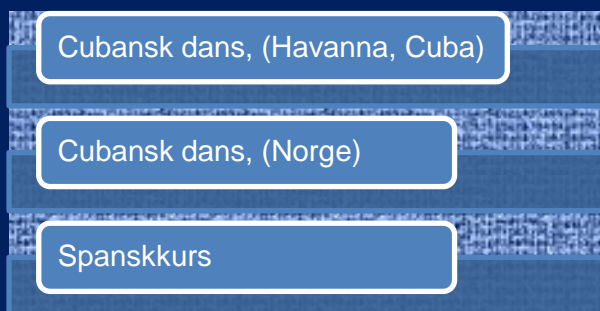 Cubansk dans, (Havanna, Cuba)
Cubansk dans, (Norge)
Spanskkurs